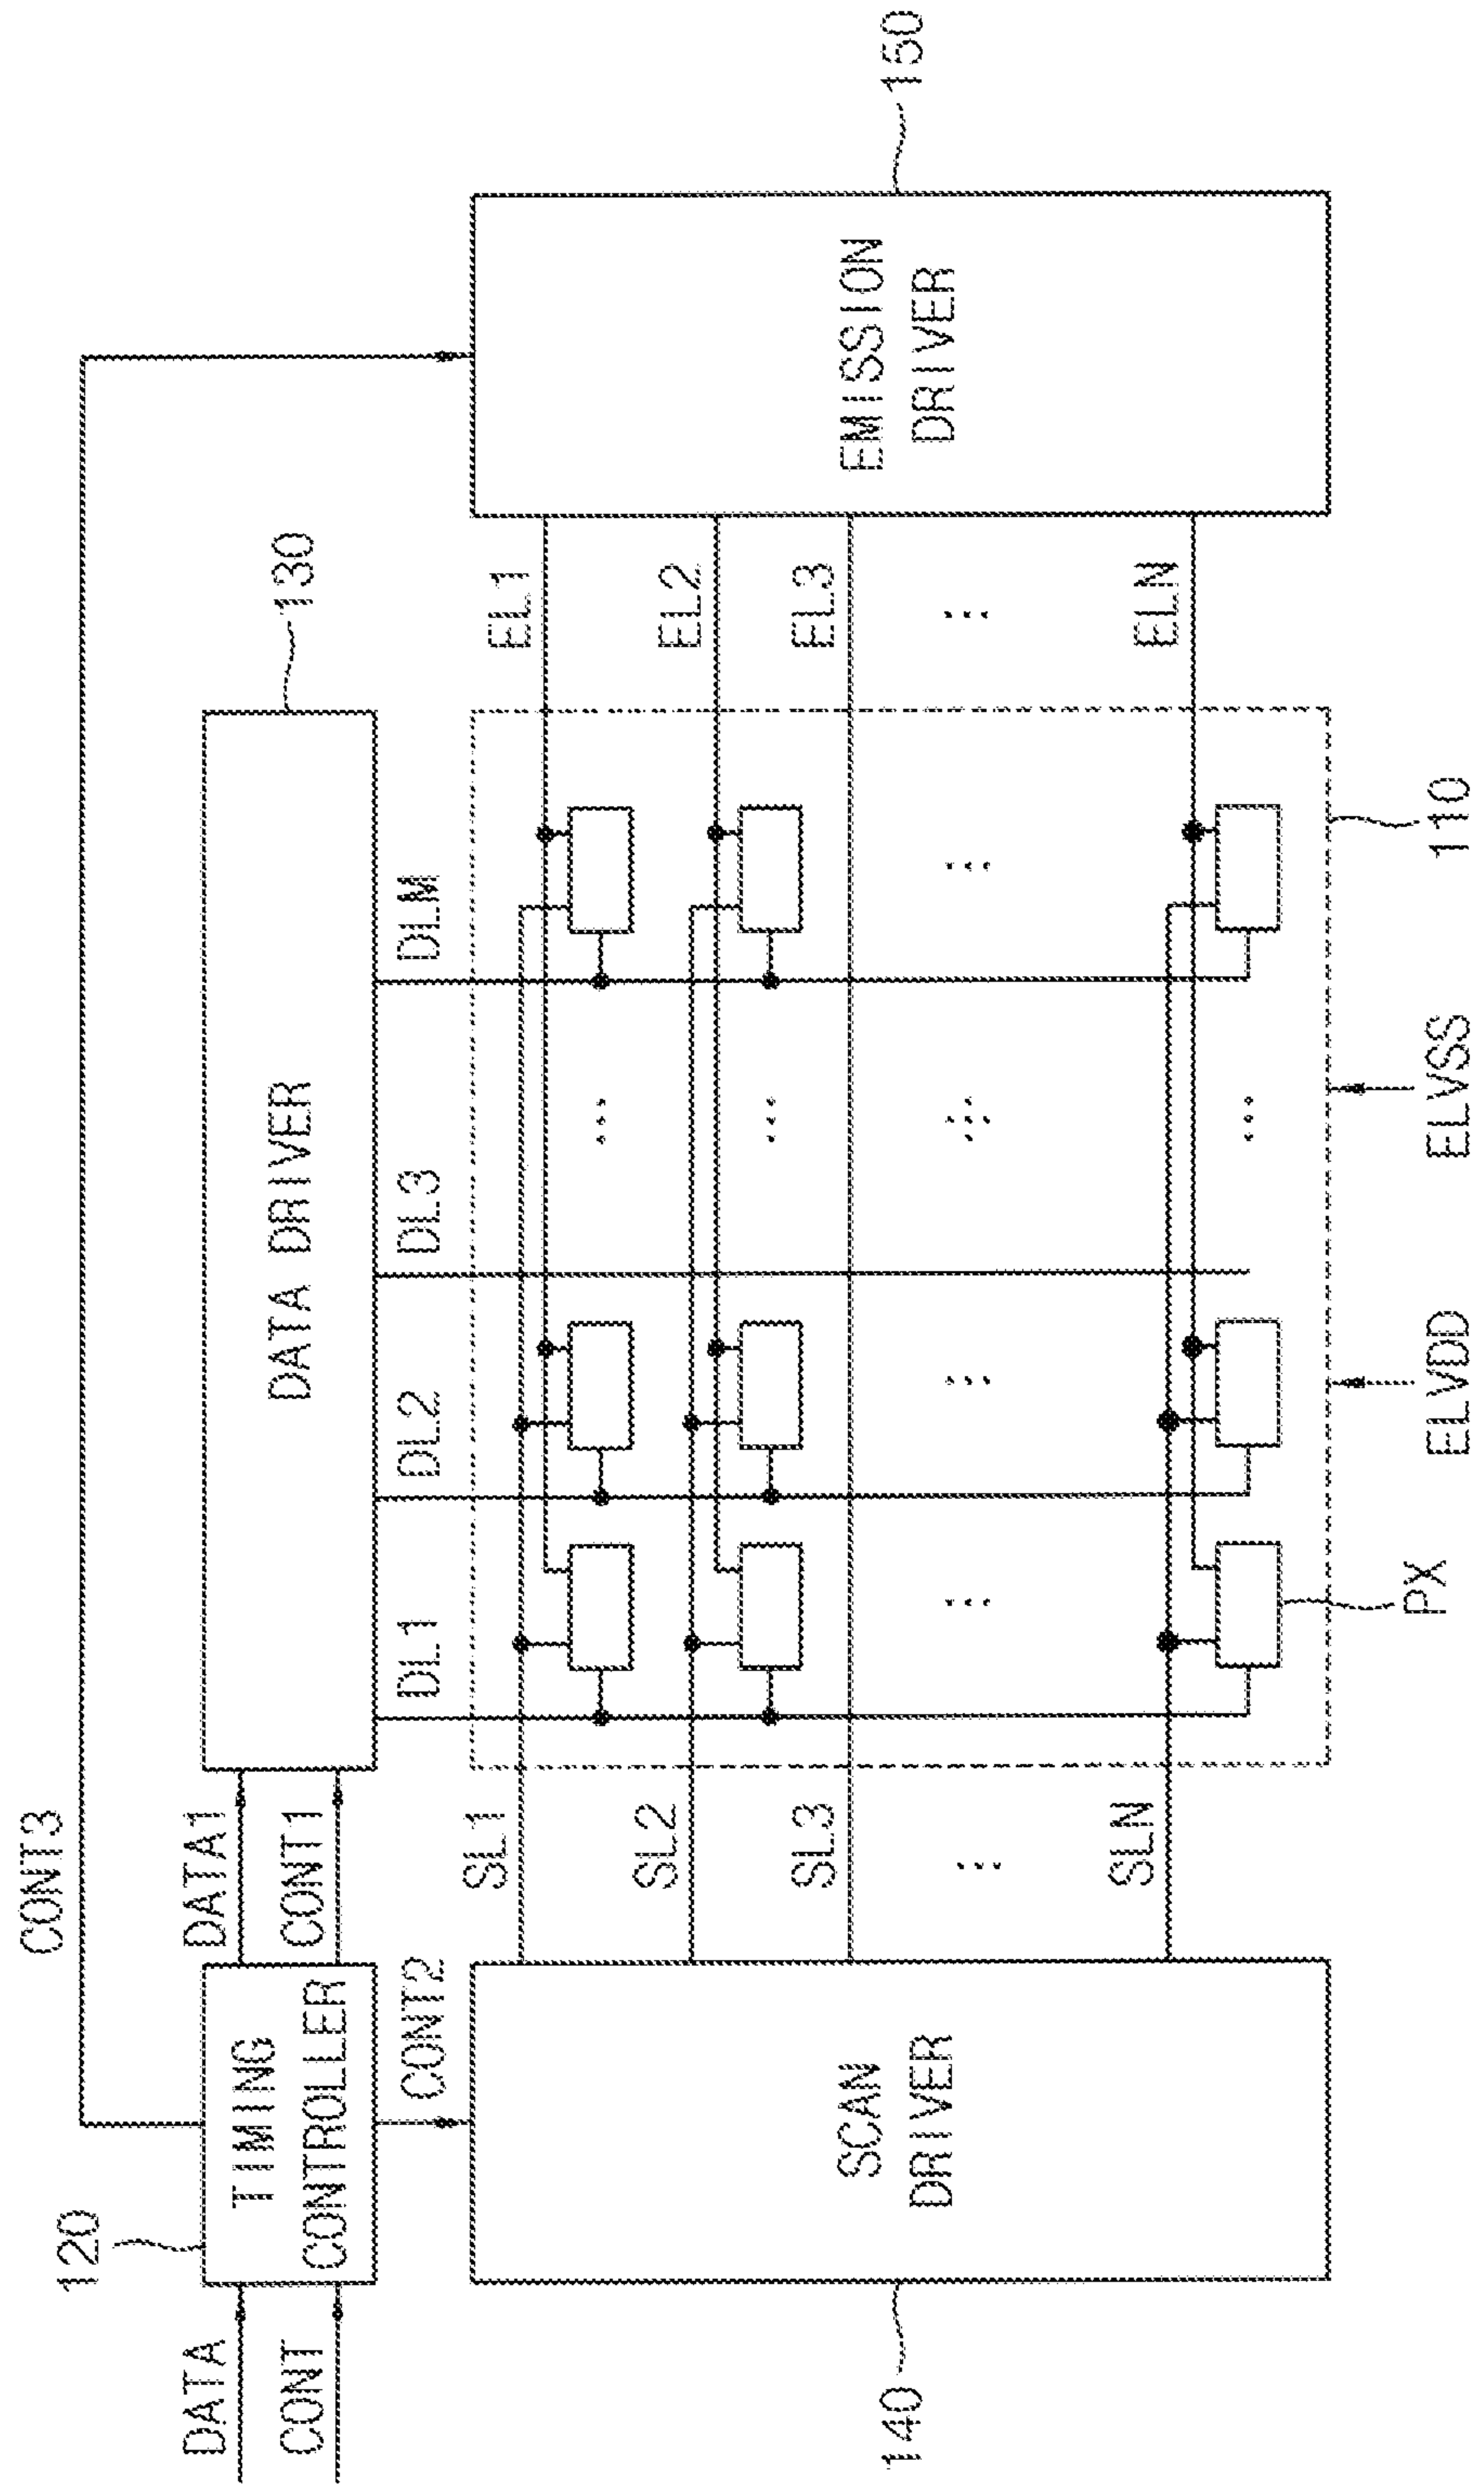 CONT3
120
130
DATA
DATA1
TIMING
CONTROLLER
DATA DRIVER
CONT
CONT1
CONT2
DL1
DL2
DL3
DLM
140
SCAN
DRIVER
SL1
SL2
SL3
SLN
EL1
EL2
EL3
ELN
EMISSION
DRIVER
150
PX
ELVDD
ELVSS
110